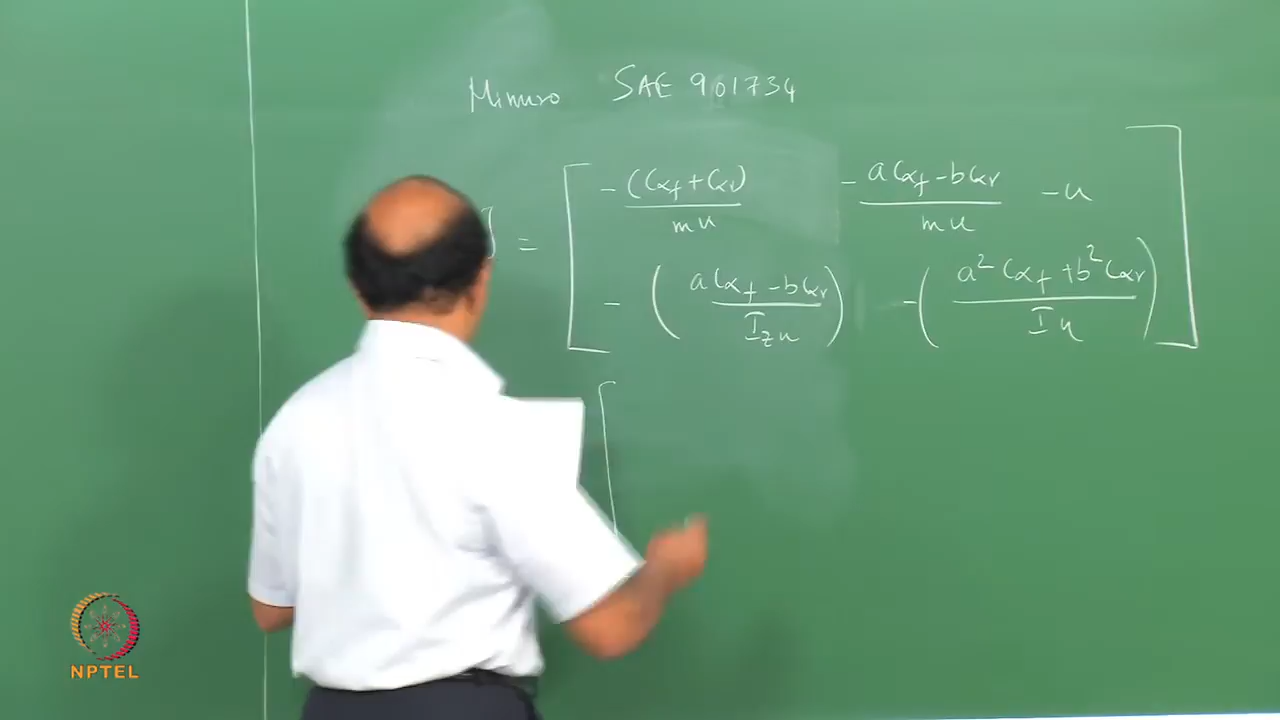 Mimuro SAE 901734
] = [ -(Cαf + Cαr)/mu   - aCαf - bCαr/mu - u
- (aCαf - bCαr/Izu)   -(a²Cαf + b²Cαr/Iu) ]
[
NPTEL